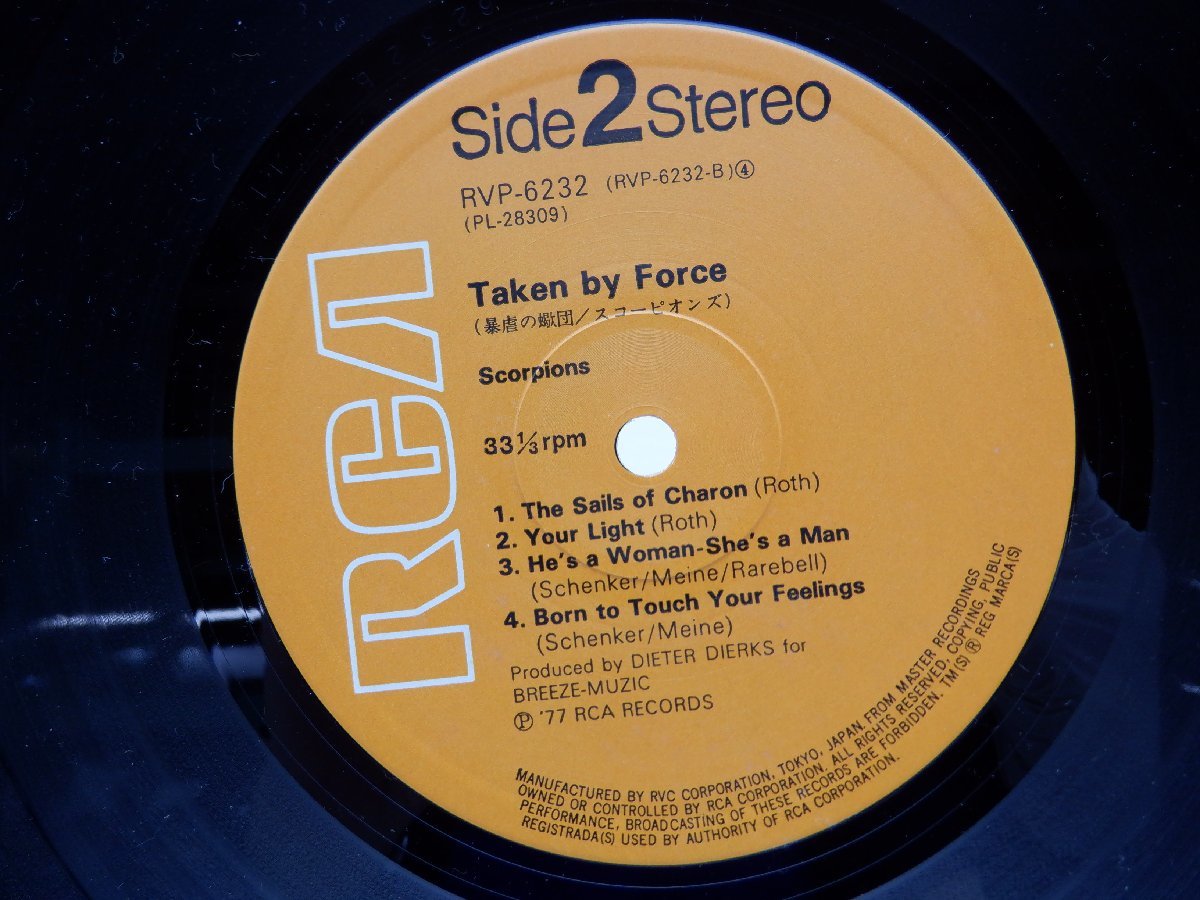 Side 2 Stereo
RVP-6232 (RVP-6232-B)④
(PL-28309)
Taken by Force
(暴虐の蠍団/スコーピオンズ)
Scorpions
33 1/3 rpm
1. The Sails of Charon (Roth)
2. Your Light (Roth)
3. He's a Woman-She's a Man
(Schenker/Meine/Rarebell)
4. Born to Touch Your Feelings
(Schenker/Meine)
Produced by DIETER DIERKS for
BREEZE-MUZIC
℗ '77 RCA RECORDS
RCA
MANUFACTURED BY RVC CORPORATION, TOKYO, JAPAN. FROM MASTER RECORDINGS
OWNED OR CONTROLLED BY RCA CORPORATION. ALL RIGHTS RESERVED. COPYING, PUBLIC
PERFORMANCE, BROADCASTING OF THESE RECORDS ARE FORBIDDEN. TM(S) ® REG MARCA(S)
REGISTRADA(S) USED BY AUTHORITY OF RCA CORPORATION.